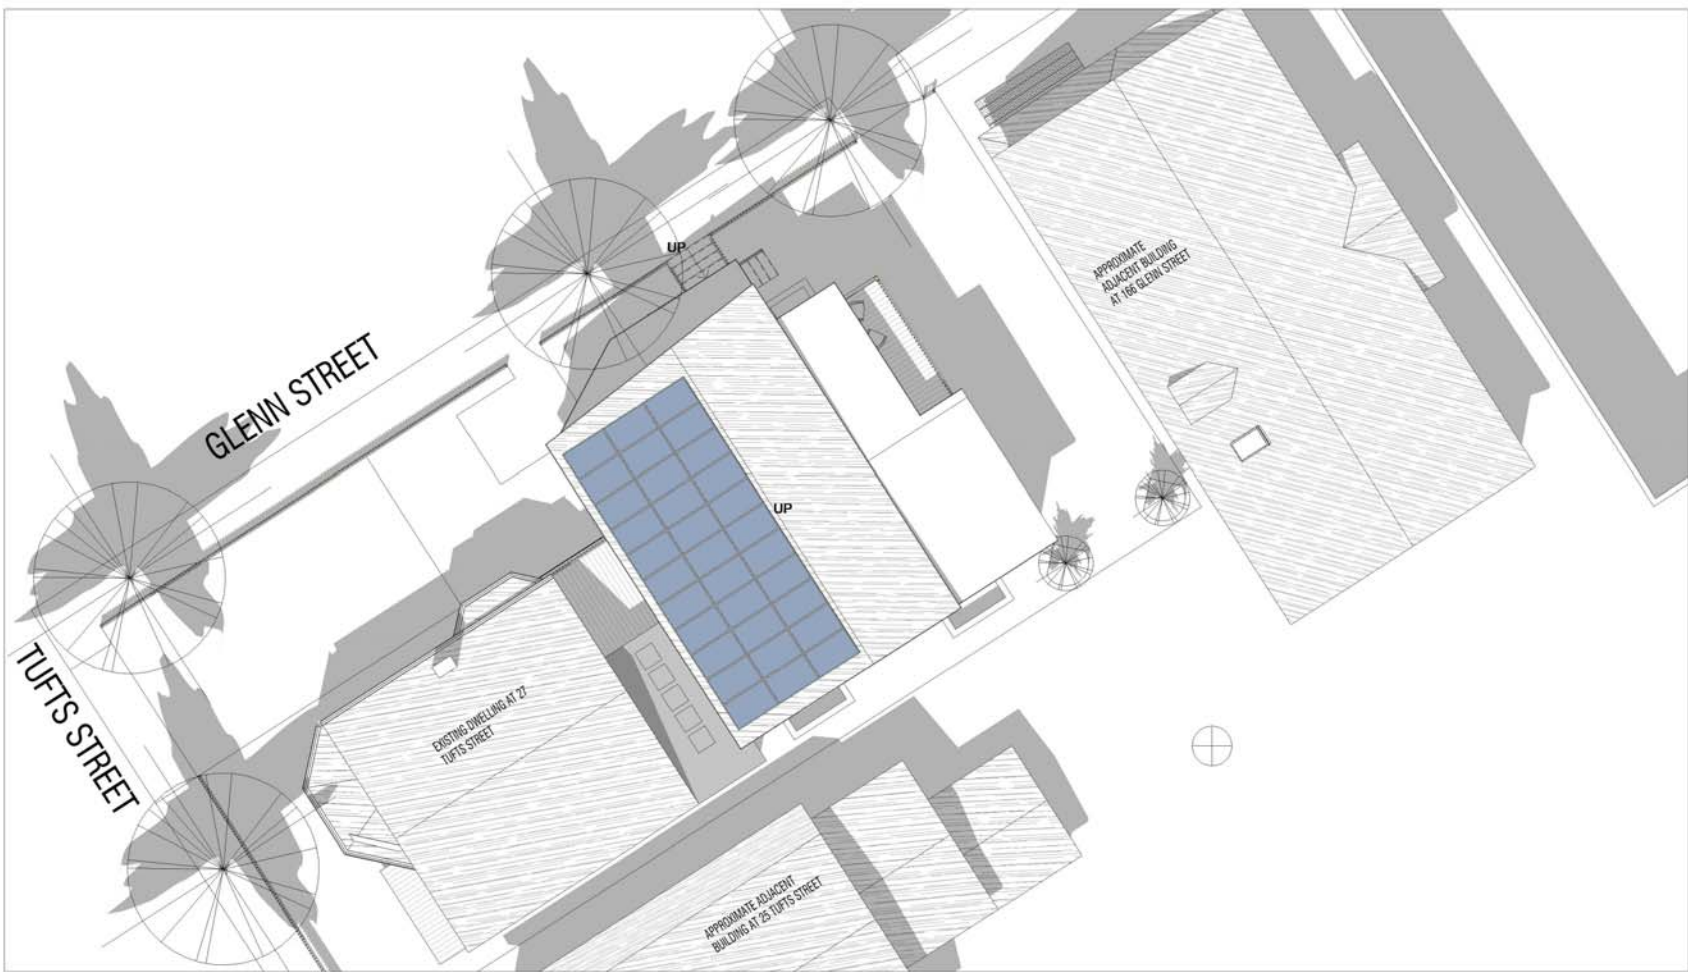 UP
APPROXIMATE
ADJACENT BUILDING
AT 166 GLENN STREET
GLENN STREET
UP
TUFTS STREET
EXISTING DWELLING AT 27
TUFTS STREET
APPROXIMATE ADJACENT
BUILDING AT 25 TUFTS STREET